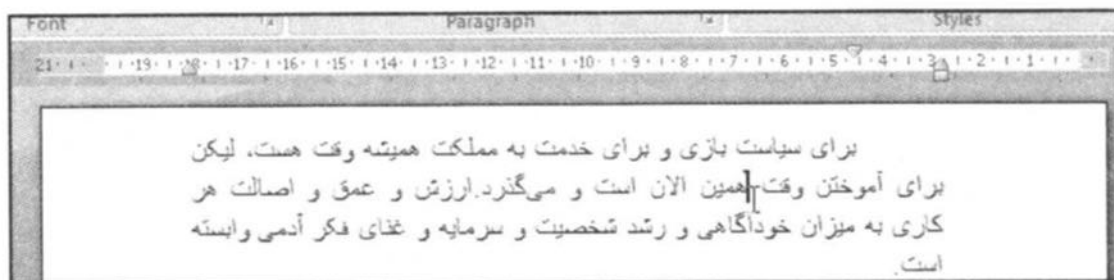 Font Paragraph Styles
21 19 18 17 16 15 14 13 12 11 10 9 8 7 6 5 4 3 2 1
برای سیاست بازی و برای خدمت به مملکت همیشه وقت هست، لیکن
برای آموختن وقت همین الان است و می‌گذرد.ارزش و عمق و اصالت هر
کاری به میزان خودآگاهی و رشد شخصیت و سرمایه و غنای فکر آدمی وابسته
است.